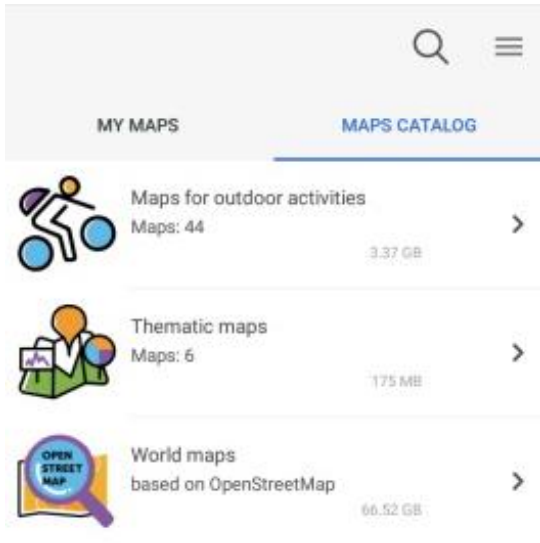 MY MAPS
MAPS CATALOG
Maps for outdoor activities
Maps: 44
3.37 GB
Thematic maps
Maps: 6
175 MB
OPEN
STREET
MAP
World maps
based on OpenStreetMap
66.52 GB